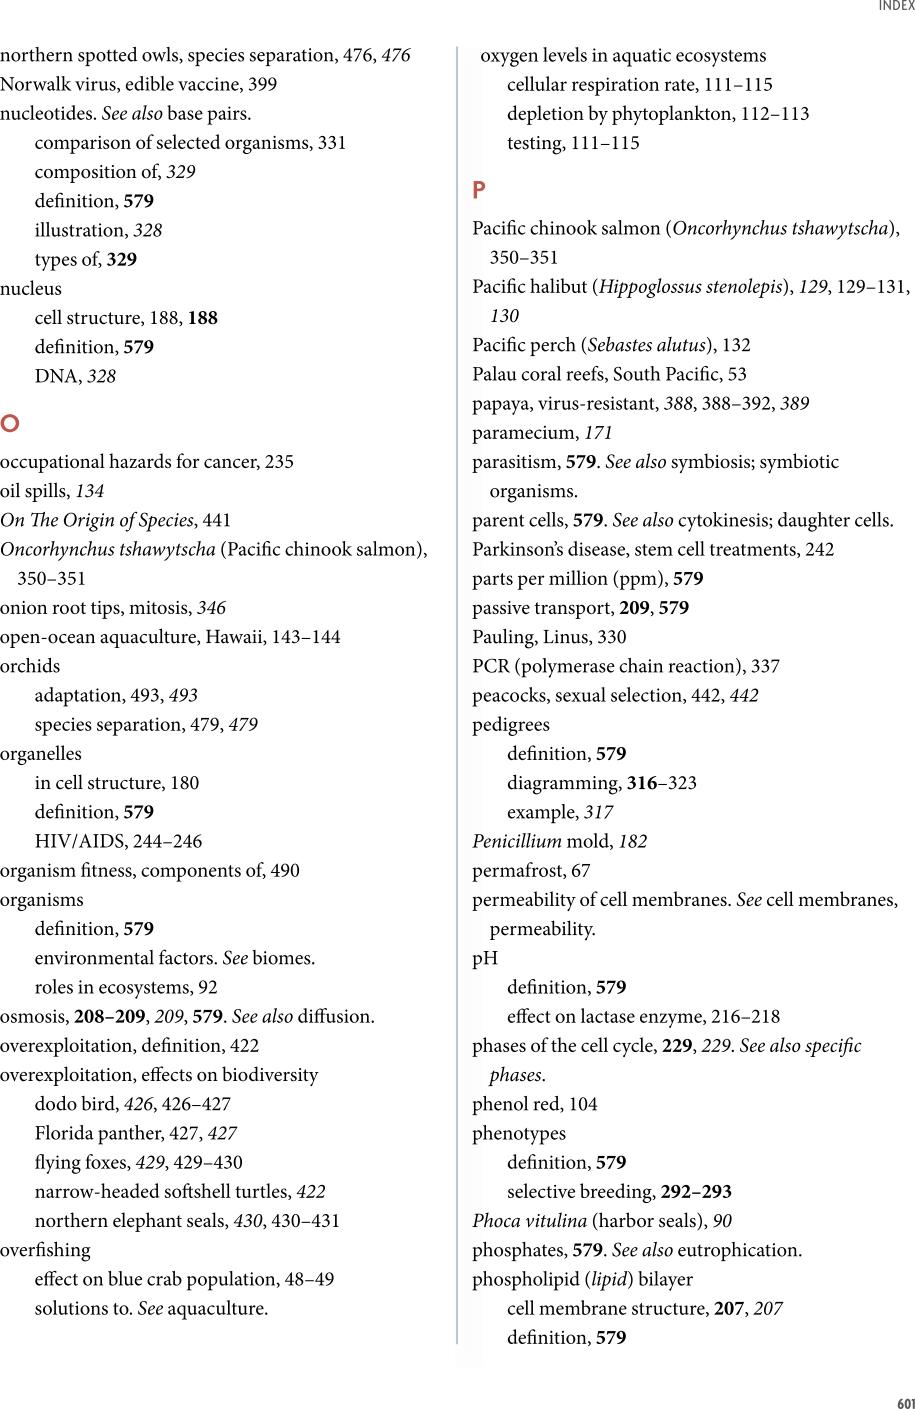 INDEX
northern spotted owls, species separation, 476, 476
Norwalk virus, edible vaccine, 399
nucleotides. See also base pairs.
comparison of selected organisms, 331
composition of, 329
definition, 579
illustration, 328
types of, 329
nucleus
cell structure, 188, 188
definition, 579
DNA, 328
O
occupational hazards for cancer, 235
oil spills, 134
On The Origin of Species, 441
Oncorhynchus tshawytscha (Pacific chinook salmon),
350–351
onion root tips, mitosis, 346
open-ocean aquaculture, Hawaii, 143–144
orchids
adaptation, 493, 493
species separation, 479, 479
organelles
in cell structure, 180
definition, 579
HIV/AIDS, 244–246
organism fitness, components of, 490
organisms
definition, 579
environmental factors. See biomes.
roles in ecosystems, 92
osmosis, 208–209, 209, 579. See also diffusion.
overexploitation, definition, 422
overexploitation, effects on biodiversity
dodo bird, 426, 426–427
Florida panther, 427, 427
flying foxes, 429, 429–430
narrow-headed softshell turtles, 422
northern elephant seals, 430, 430–431
overfishing
effect on blue crab population, 48–49
solutions to. See aquaculture.
oxygen levels in aquatic ecosystems
cellular respiration rate, 111–115
depletion by phytoplankton, 112–113
testing, 111–115
P
Pacific chinook salmon (Oncorhynchus tshawytscha),
350–351
Pacific halibut (Hippoglossus stenolepis), 129, 129–131,
130
Pacific perch (Sebastes alutus), 132
Palau coral reefs, South Pacific, 53
papaya, virus-resistant, 388, 388–392, 389
paramecium, 171
parasitism, 579. See also symbiosis; symbiotic
organisms.
parent cells, 579. See also cytokinesis; daughter cells.
Parkinson’s disease, stem cell treatments, 242
parts per million (ppm), 579
passive transport, 209, 579
Pauling, Linus, 330
PCR (polymerase chain reaction), 337
peacocks, sexual selection, 442, 442
pedigrees
definition, 579
diagramming, 316–323
example, 317
Penicillium mold, 182
permafrost, 67
permeability of cell membranes. See cell membranes,
permeability.
pH
definition, 579
effect on lactase enzyme, 216–218
phases of the cell cycle, 229, 229. See also specific
phases.
phenol red, 104
phenotypes
definition, 579
selective breeding, 292–293
Phoca vitulina (harbor seals), 90
phosphates, 579. See also eutrophication.
phospholipid (lipid) bilayer
cell membrane structure, 207, 207
definition, 579
601